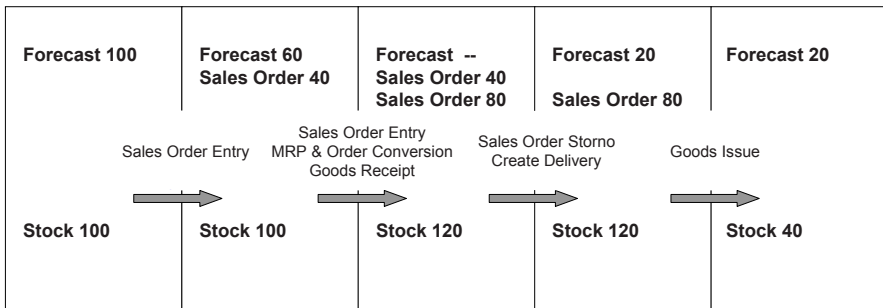 Forecast 100
Forecast 60
Sales Order 40
Forecast --
Sales Order 40
Sales Order 80
Forecast 20
Sales Order 80
Forecast 20
Sales Order Entry
Sales Order Entry
MRP & Order Conversion
Goods Receipt
Sales Order Storno
Create Delivery
Goods Issue
Stock 100
Stock 100
Stock 120
Stock 120
Stock 40